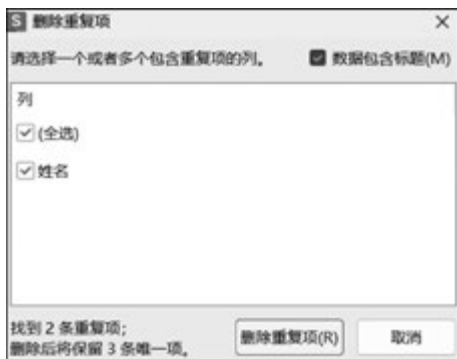 S 删除重复项
请选择一个或者多个包含重复项的列。 数据包含标题(M)
列
(全选)
姓名
找到 2 条重复项;
删除后将保留 3 条唯一项。
删除重复项(R) 取消